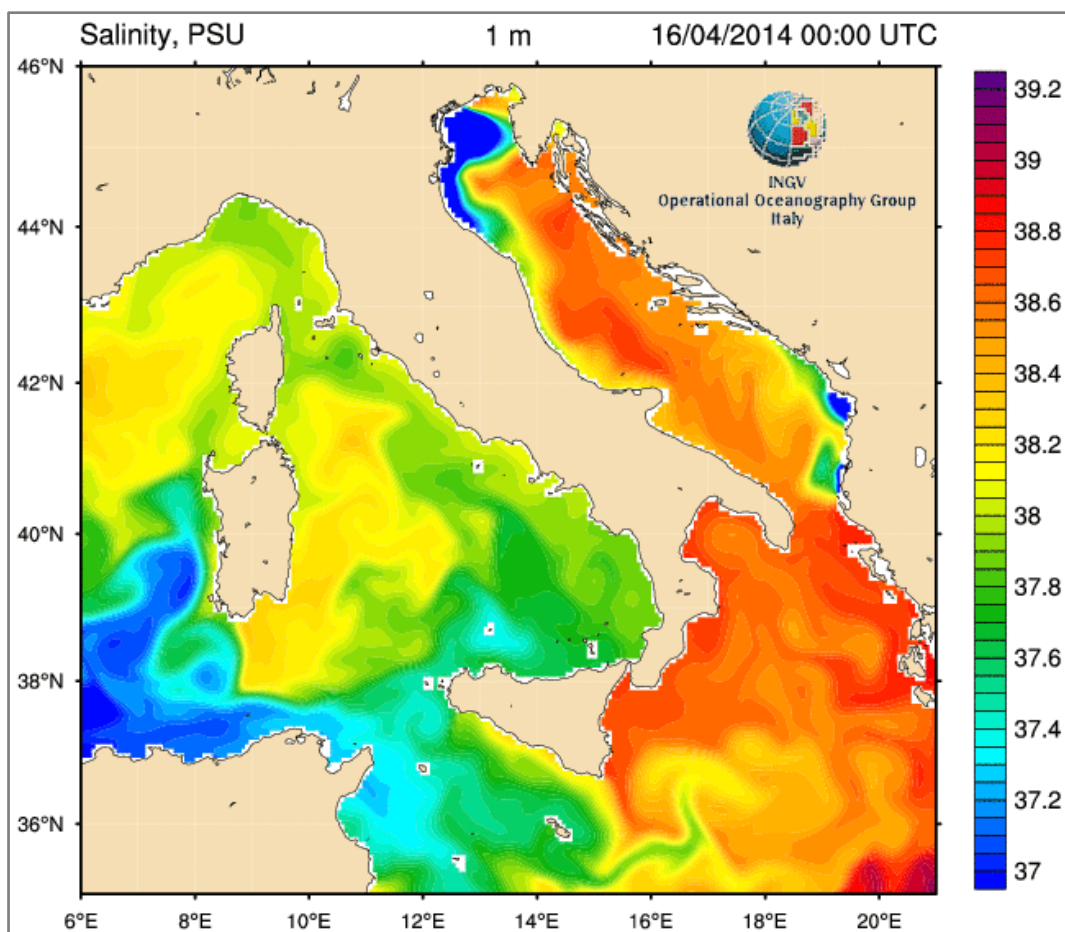 Salinity, PSU 1 m 16/04/2014 00:00 UTC
46°N
44°N
42°N
40°N
38°N
36°N
6°E 8°E 10°E 12°E 14°E 16°E 18°E 20°E
INGV
Operational Oceanography Group
Italy
39.2
39
38.8
38.6
38.4
38.2
38
37.8
37.6
37.4
37.2
37